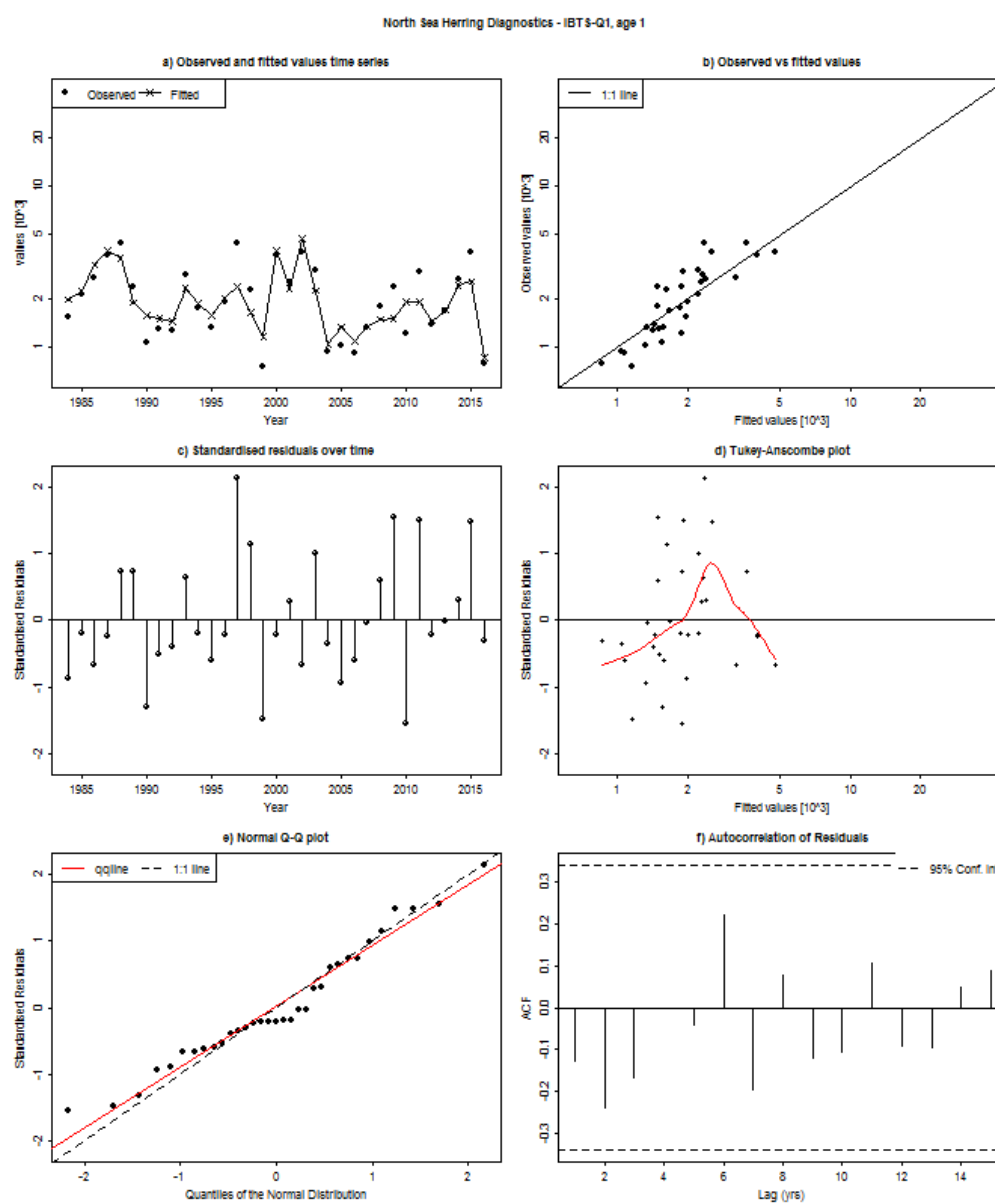 North Sea Herring Diagnostics - IBTS-Q1, age 1
a) Observed and fitted values time series
Observed Fitted
values [10^3]
20
10
5
2
1
1985 1990 1995 2000 2005 2010 2015
Year
b) Observed vs fitted values
1:1 line
Observed values [10^3]
20
10
5
2
1
1 2 5 10 20
Fitted values [10^3]
c) Standardised residuals over time
Standardised Residuals
2
1
0
-1
-2
1985 1990 1995 2000 2005 2010 2015
Year
d) Tukey-Anscombe plot
Standardised Residuals
2
1
0
-1
-2
1 2 5 10 20
Fitted values [10^3]
e) Normal Q-Q plot
qqline 1:1 line
Standardised Residuals
2
1
0
-1
-2
-2 -1 0 1 2
Quantiles of the Normal Distribution
f) Autocorrelation of Residuals
95% Conf. In
ACF
0.3
0.2
0.1
0.0
-0.1
-0.2
-0.3
2 4 6 8 10 12 14
Lag (yrs)